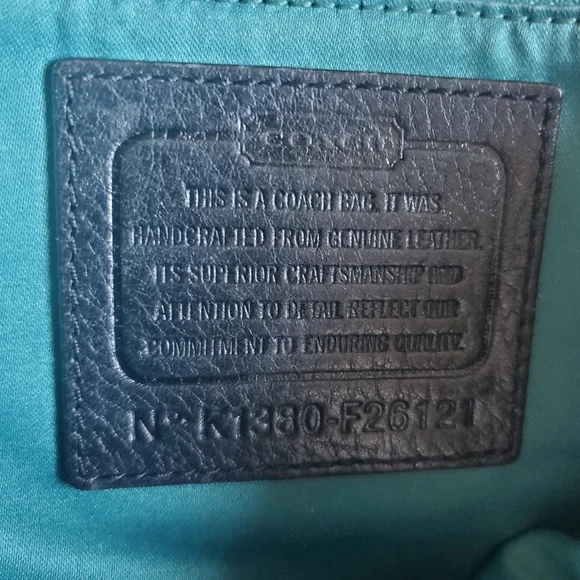 COACH
THIS IS A COACH BAG. IT WAS
HANDCRAFTED FROM GENUINE LEATHER.
ITS SUPERIOR CRAFTSMANSHIP AND
ATTENTION TO DETAIL REFLECT OUR
COMMITMENT TO ENDURING QUALITY.
Nº K1380-F26121